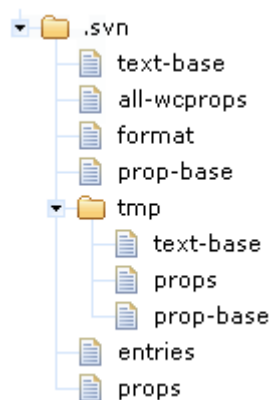 .svn
text-base
all-wcprops
format
prop-base
tmp
text-base
props
prop-base
entries
props